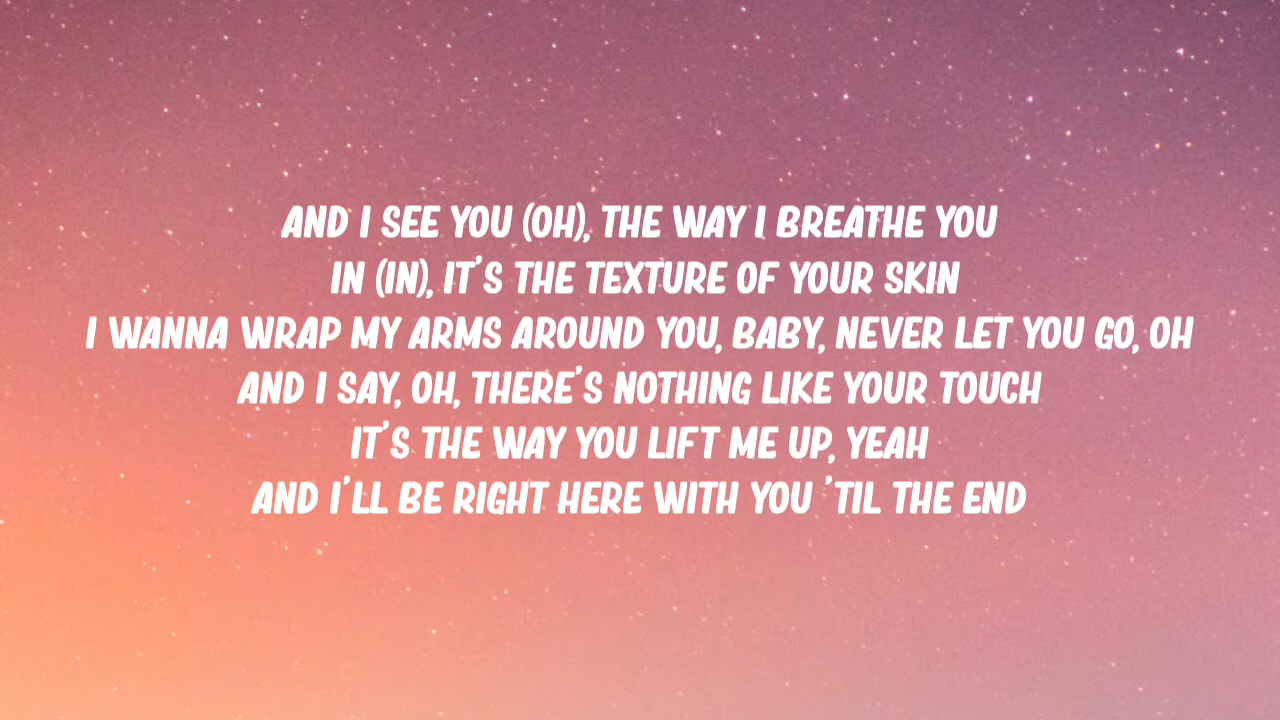 AND I SEE YOU (OH), THE WAY I BREATHE YOU
IN (IN), IT'S THE TEXTURE OF YOUR SKIN
I WANNA WRAP MY ARMS AROUND YOU, BABY, NEVER LET YOU GO, OH
AND I SAY, OH, THERE'S NOTHING LIKE YOUR TOUCH
IT'S THE WAY YOU LIFT ME UP, YEAH
AND I'LL BE RIGHT HERE WITH YOU 'TIL THE END